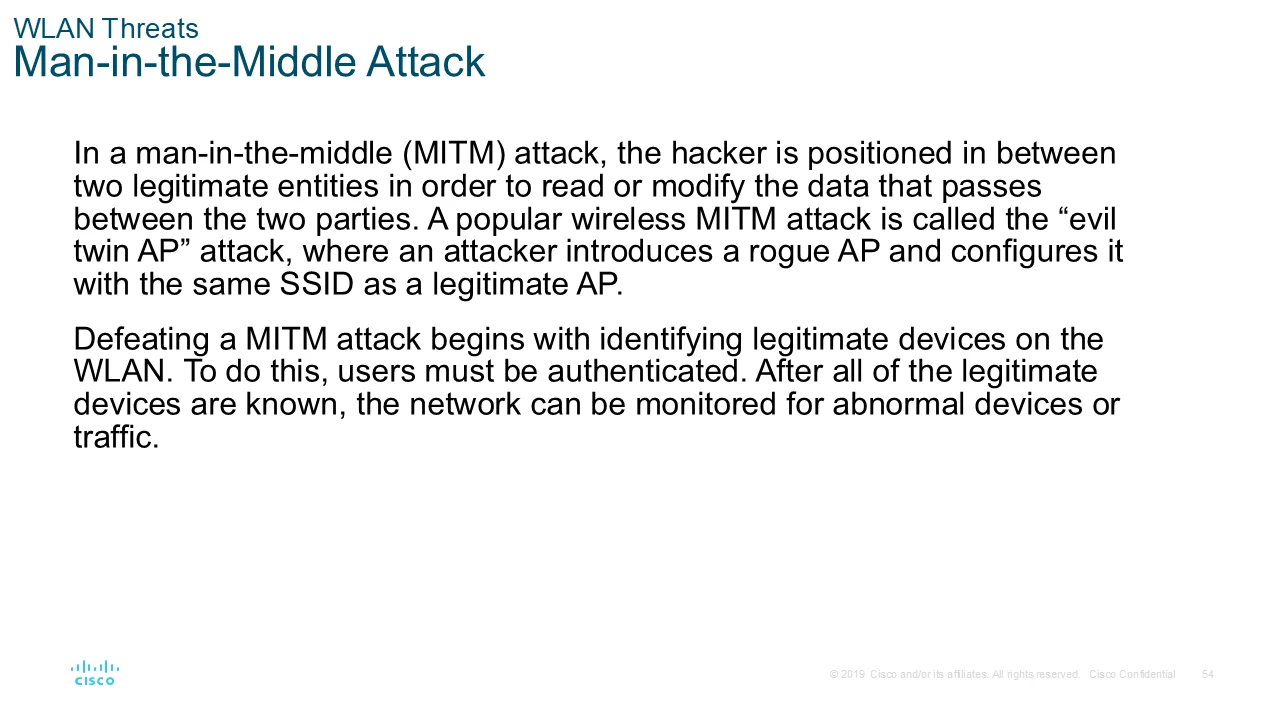 WLAN Threats
Man-in-the-Middle Attack
In a man-in-the-middle (MITM) attack, the hacker is positioned in between
two legitimate entities in order to read or modify the data that passes
between the two parties. A popular wireless MITM attack is called the “evil
twin AP” attack, where an attacker introduces a rogue AP and configures it
with the same SSID as a legitimate AP.
Defeating a MITM attack begins with identifying legitimate devices on the
WLAN. To do this, users must be authenticated. After all of the legitimate
devices are known, the network can be monitored for abnormal devices or
traffic.
CISCO
© 2019 Cisco and/or its affiliates. All rights reserved. Cisco Confidential 54